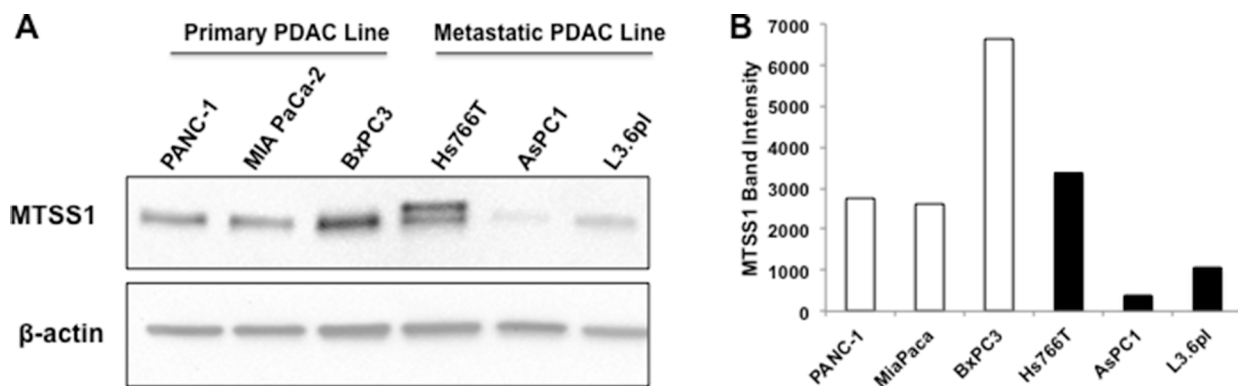 A
Primary PDAC Line
Metastatic PDAC Line
PANC-1
MIA PaCa-2
BxPC3
Hs766T
AsPC1
L3.6pl
MTSS1
β-actin
B
MTSS1 Band Intensity
7000
6000
5000
4000
3000
2000
1000
0
PANC-1
MiaPaca
BxPC3
Hs766T
AsPC1
L3.6pl